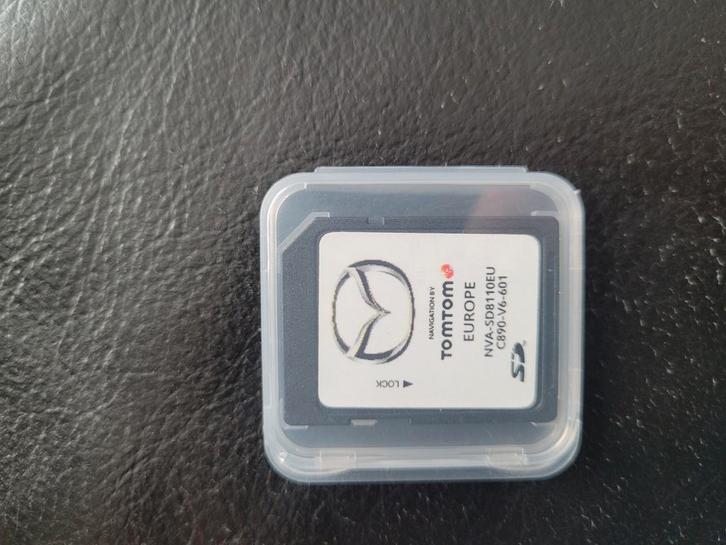 NAVIGATION BY
TOMTOM
EUROPE
NVA-SD8110EU
C890-V6-601
SD
LOCK